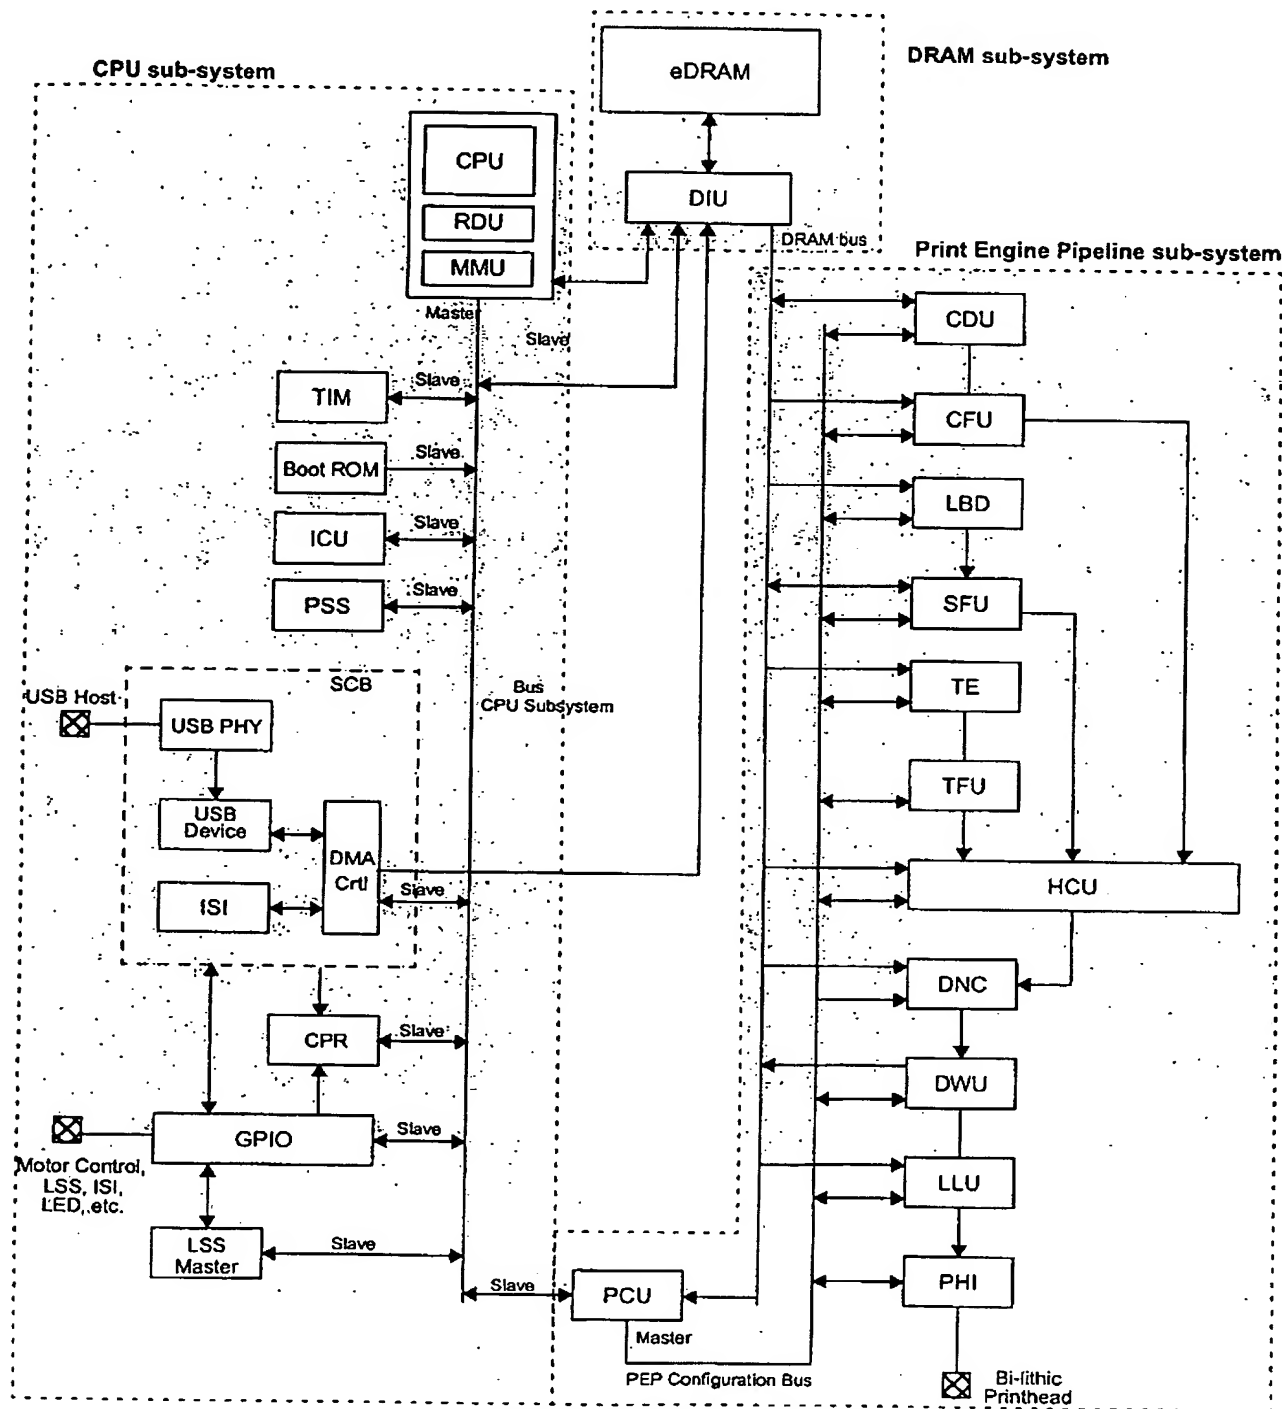 CPU sub-system
DRAM sub-system
eDRAM
DIU
DRAM bus
CPU
RDU
MMU
Master
Slave
TIM
Slave
Boot ROM
Slave
ICU
Slave
PSS
Slave
Bus
CPU Subsystem
SCB
USB Host
USB PHY
USB
Device
DMA
Crtl
ISI
Slave
CPR
Slave
GPIO
Slave
Motor Control,
LSS, ISI,
LED, etc.
LSS
Master
Slave
Slave
PCU
Master
PEP Configuration Bus
Print Engine Pipeline sub-system
CDU
CFU
LBD
SFU
TE
TFU
HCU
DNC
DWU
LLU
PHI
Bi-lithic
Printhead